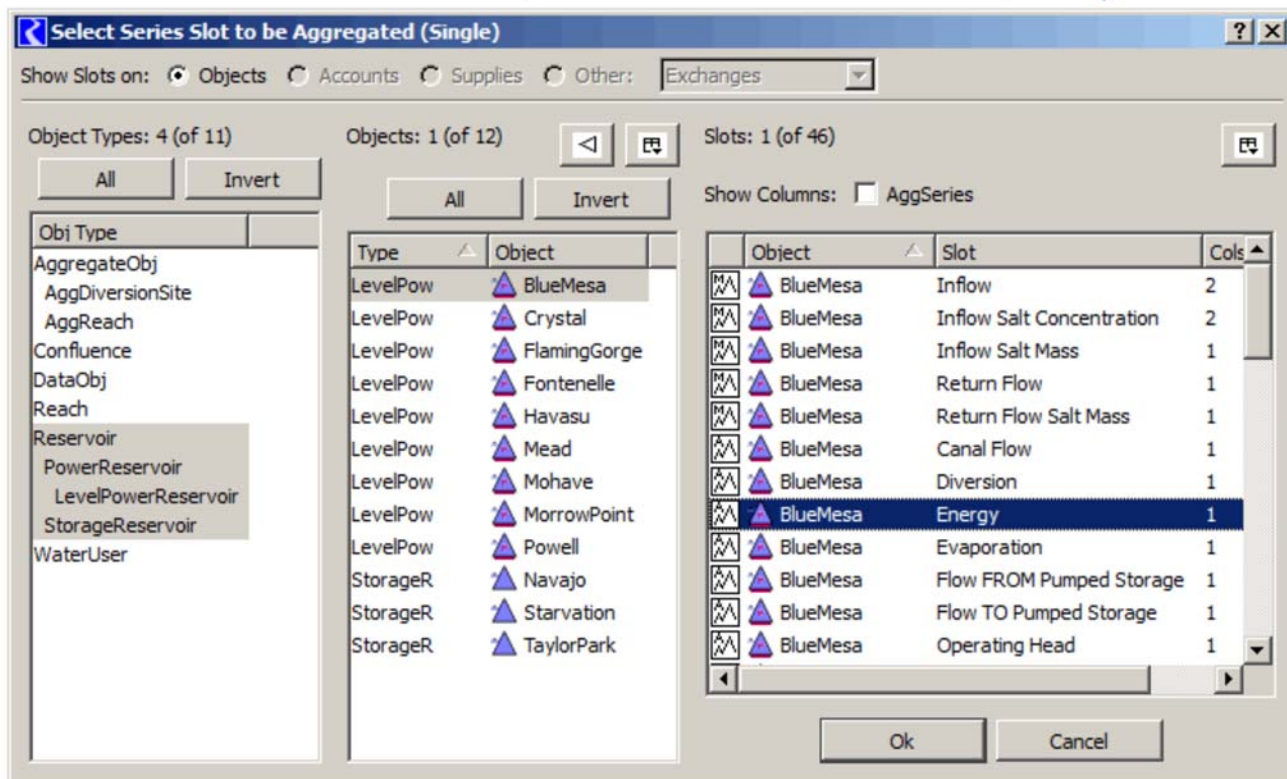 Select Series Slot to be Aggregated (Single)
Show Slots on: Objects Accounts Supplies Other: Exchanges
Object Types: 4 (of 11)
All Invert
Obj Type
AggregateObj
AggDiversionSite
AggReach
Confluence
DataObj
Reach
Reservoir
PowerReservoir
LevelPowerReservoir
StorageReservoir
WaterUser
Objects: 1 (of 12)
All Invert
Type Object
LevelPow BlueMesa
LevelPow Crystal
LevelPow FlamingGorge
LevelPow Fontenelle
LevelPow Havasu
LevelPow Mead
LevelPow Mohave
LevelPow MorrowPoint
LevelPow Powell
StorageR Navajo
StorageR Starvation
StorageR TaylorPark
Slots: 1 (of 46)
Show Columns: AggSeries
Object Slot Cols
BlueMesa Inflow 2
BlueMesa Inflow Salt Concentration 2
BlueMesa Inflow Salt Mass 1
BlueMesa Return Flow 1
BlueMesa Return Flow Salt Mass 1
BlueMesa Canal Flow 1
BlueMesa Diversion 1
BlueMesa Energy 1
BlueMesa Evaporation 1
BlueMesa Flow FROM Pumped Storage 1
BlueMesa Flow TO Pumped Storage 1
BlueMesa Operating Head 1
Ok Cancel